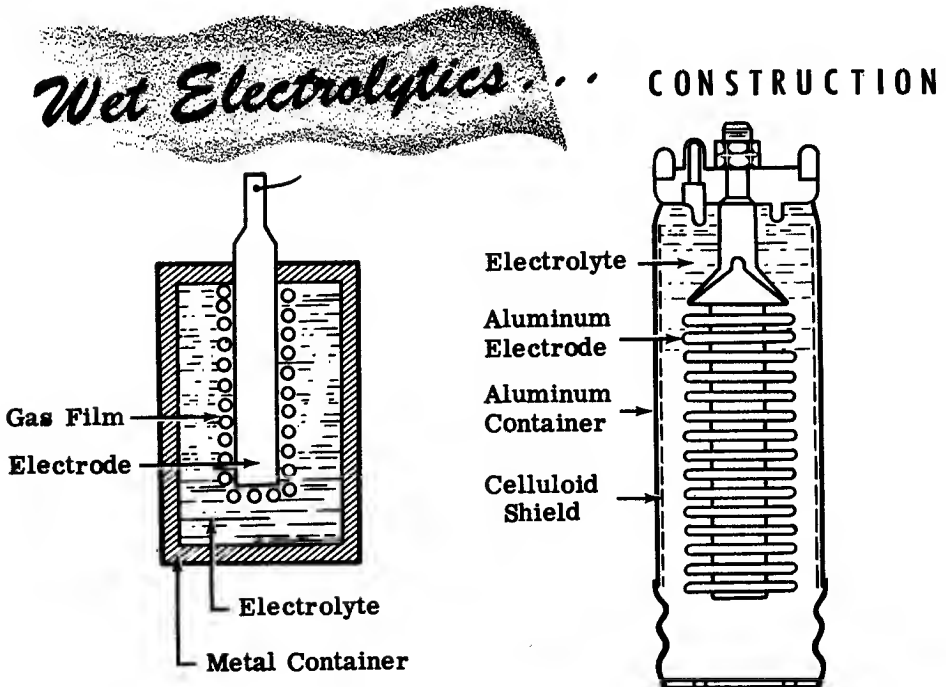 Wet Electrolytics... CONSTRUCTION
Gas Film
Electrode
Electrolyte
Metal Container
Electrolyte
Aluminum
Electrode
Aluminum
Container
Celluloid
Shield